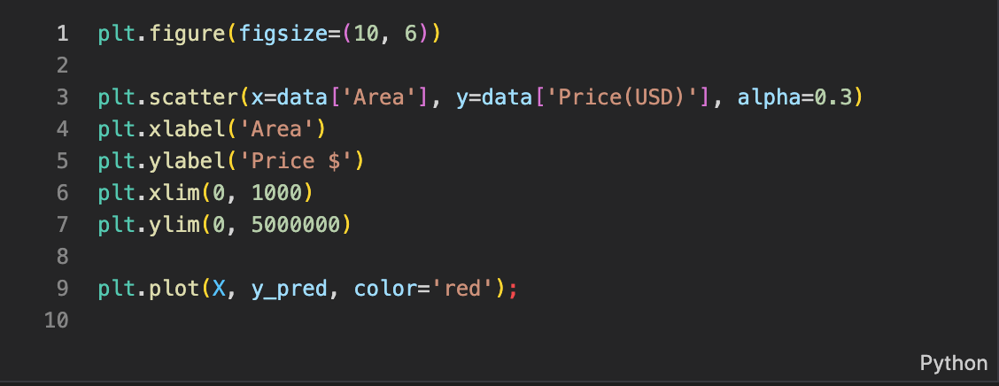 1 plt.figure(figsize=(10, 6))
2
3 plt.scatter(x=data['Area'], y=data['Price(USD)'], alpha=0.3)
4 plt.xlabel('Area')
5 plt.ylabel('Price $')
6 plt.xlim(0, 1000)
7 plt.ylim(0, 5000000)
8
9 plt.plot(X, y_pred, color='red');
10
Python